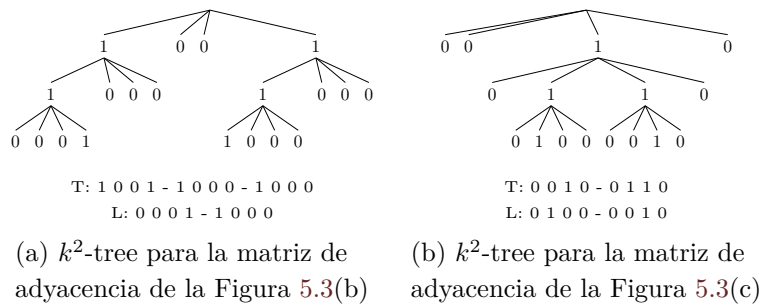 1 0 0 1 0 0 1 0
1 0 0 0 1 0 0 0 0 1 1 0
0 0 0 1 1 0 0 0 0 1 0 0 0 0 1 0
T: 1 0 0 1 - 1 0 0 0 - 1 0 0 0
L: 0 0 0 1 - 1 0 0 0
(a) k²-tree para la matriz de
adyacencia de la Figura 5.3(b)
T: 0 0 1 0 - 0 1 1 0
L: 0 1 0 0 - 0 0 1 0
(b) k²-tree para la matriz de
adyacencia de la Figura 5.3(c)